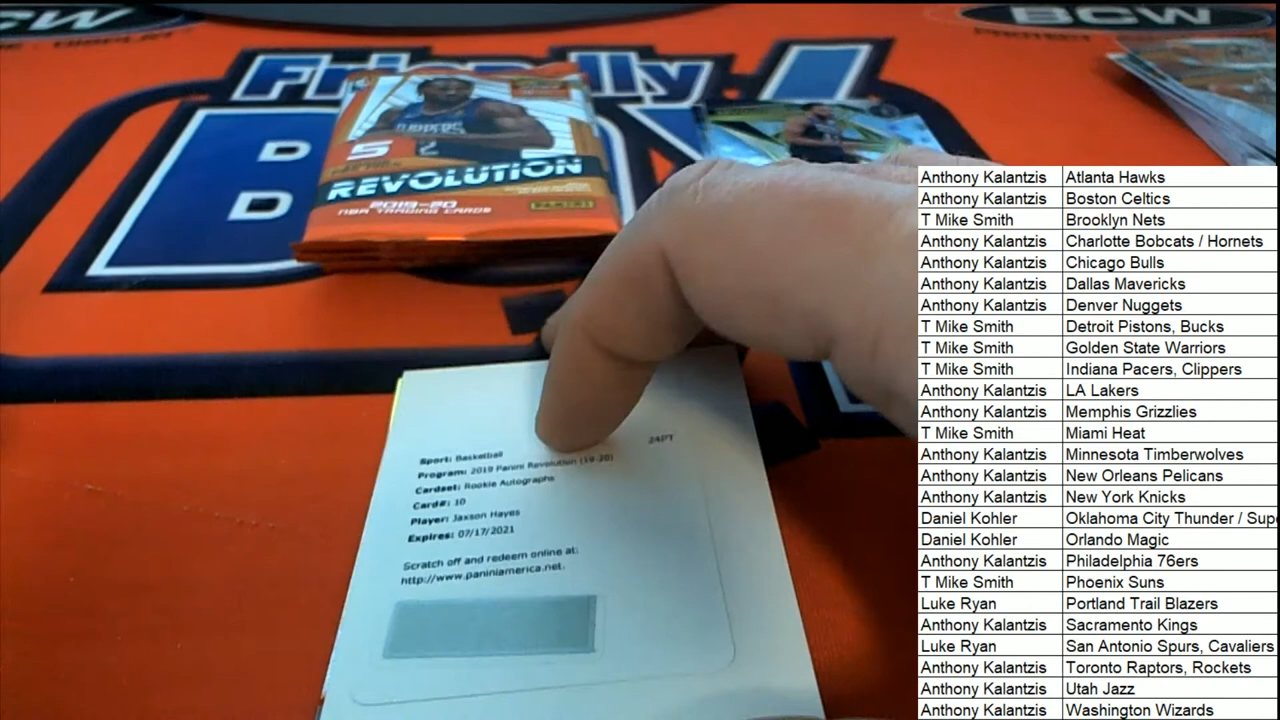 BCW
BCW
PROTECT
Friendly
CLIPPERS
5
2
REVOLUTION
2019-20
NBA TRADING CARDS
PANINI
D
D
24PT
Sport: Basketball
Program: 2019 Panini Revolution (19-20)
Cardset: Rookie Autographs
Card#: 10
Player: Jaxson Hayes
Expires: 07/17/2021
Scratch off and redeem online at:
http://www.paniniamerica.net.
Anthony Kalantzis Atlanta Hawks
Anthony Kalantzis Boston Celtics
T Mike Smith Brooklyn Nets
Anthony Kalantzis Charlotte Bobcats / Hornets
Anthony Kalantzis Chicago Bulls
Anthony Kalantzis Dallas Mavericks
Anthony Kalantzis Denver Nuggets
T Mike Smith Detroit Pistons, Bucks
T Mike Smith Golden State Warriors
T Mike Smith Indiana Pacers, Clippers
Anthony Kalantzis LA Lakers
Anthony Kalantzis Memphis Grizzlies
T Mike Smith Miami Heat
Anthony Kalantzis Minnesota Timberwolves
Anthony Kalantzis New Orleans Pelicans
Anthony Kalantzis New York Knicks
Daniel Kohler Oklahoma City Thunder / Sup
Daniel Kohler Orlando Magic
Anthony Kalantzis Philadelphia 76ers
T Mike Smith Phoenix Suns
Luke Ryan Portland Trail Blazers
Anthony Kalantzis Sacramento Kings
Luke Ryan San Antonio Spurs, Cavaliers
Anthony Kalantzis Toronto Raptors, Rockets
Anthony Kalantzis Utah Jazz
Anthony Kalantzis Washington Wizards